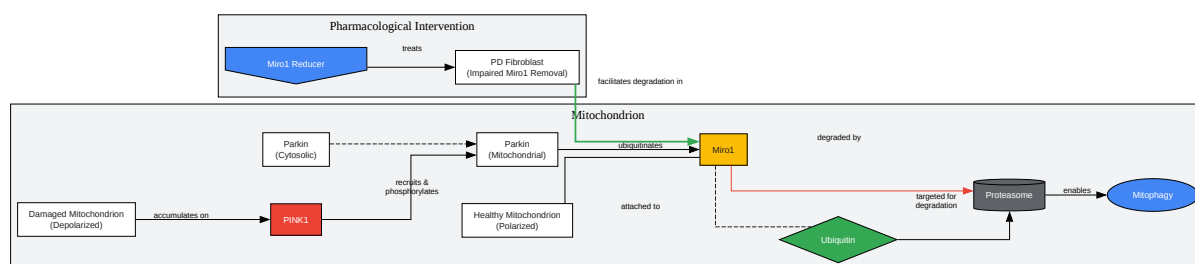 Pharmacological Intervention
Miro1 Reducer
treats
PD Fibroblast
(Impaired Miro1 Removal)
facilitates degradation in
Mitochondrion
Parkin
(Cytosolic)
Parkin
(Mitochondrial)
ubiquitinates
Miro1
degraded by
recruits &
phosphorylates
Damaged Mitochondrion
(Depolarized)
accumulates on
PINK1
Healthy Mitochondrion
(Polarized)
attached to
targeted for
degradation
Proteasome
enables
Mitophagy
Ubiquitin